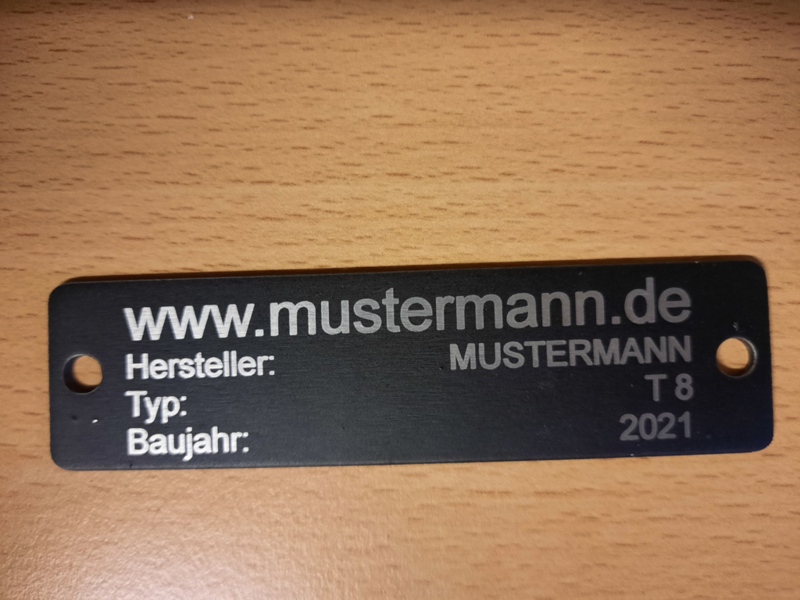 www.mustermann.de
Hersteller: MUSTERMANN
Typ: T 8
Baujahr: 2021